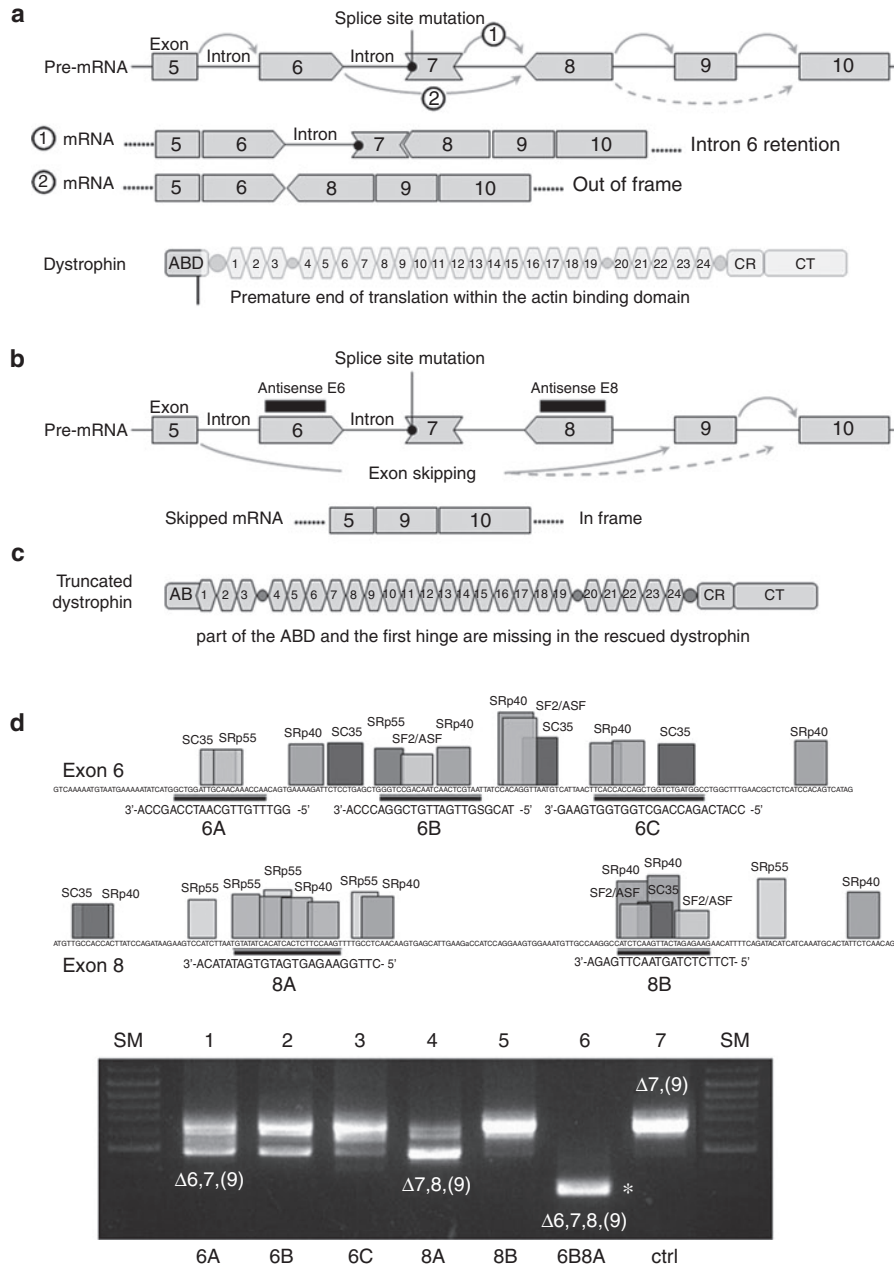 a
Splice site mutation
Exon
Intron
Intron
①
Pre-mRNA
5
6
7
8
9
10
②
① mRNA
5
6
Intron
7
8
9
10
Intron 6 retention
② mRNA
5
6
8
9
10
Out of frame
Dystrophin
ABD
1 2 3 4 5 6 7 8 9 10 11 12 13 14 15 16 17 18 19 20 21 22 23 24
CR
CT
Premature end of translation within the actin binding domain
b
Splice site mutation
Antisense E6
Antisense E8
Exon
Intron
Intron
Pre-mRNA
5
6
7
8
9
10
Exon skipping
Skipped mRNA
5
9
10
In frame
c
Truncated dystrophin
AB
1 2 3 4 5 6 7 8 9 10 11 12 13 14 15 16 17 18 19 20 21 22 23 24
CR
CT
part of the ABD and the first hinge are missing in the rescued dystrophin
d
SC35
SRp55
SRp40
SC35
SRp55
SF2/ASF
SRp40
SRp40
SF2/ASF
SC35
SRp40
SRp40
SC35
SRp40
Exon 6
3'-ACCGACCTAACGTTGTTTGG -5'
3'-ACCCAGGCTGTTAGTTGSGCAT -5'
3'-GAAGTGGTGGTCGACCAGACTACC -5'
6A
6B
6C
SC35
SRp40
SRp55
SRp55
SRp55
SRp40
SRp55
SRp40
SRp40
SRp40
SF2/ASF
SC35
SF2/ASF
SRp55
SRp40
Exon 8
3'-ACATATAGTGTAGTGAGAAGGTTC- 5'
3'-AGAGTTCAATGATCTCTTCT- 5'
8A
8B
SM
1
2
3
4
5
6
7
SM
Δ7,(9)
Δ6,7,(9)
Δ7,8,(9)
*
Δ6,7,8,(9)
6A
6B
6C
8A
8B
6B8A
ctrl